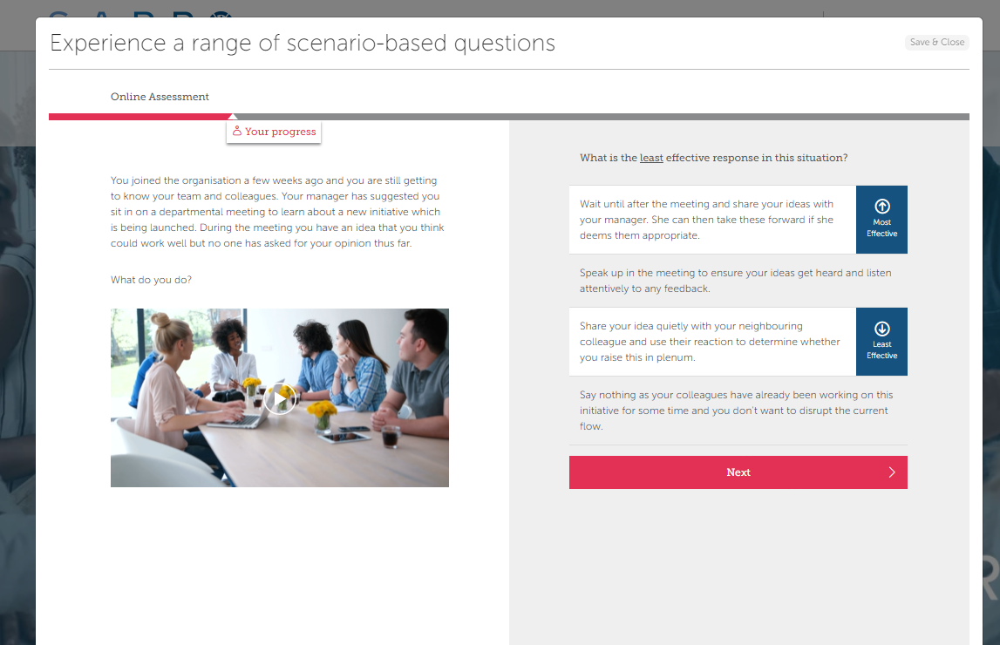 Experience a range of scenario-based questions
Save & Close
Online Assessment
Your progress
You joined the organisation a few weeks ago and you are still getting
to know your team and colleagues. Your manager has suggested you
sit in on a departmental meeting to learn about a new initiative which
is being launched. During the meeting you have an idea that you think
could work well but no one has asked for your opinion thus far.
What do you do?
What is the least effective response in this situation?
Wait until after the meeting and share your ideas with
your manager. She can then take these forward if she
deems them appropriate.
Most
Effective
Speak up in the meeting to ensure your ideas get heard and listen
attentively to any feedback.
Share your idea quietly with your neighbouring
colleague and use their reaction to determine whether
you raise this in plenum.
Least
Effective
Say nothing as your colleagues have already been working on this
initiative for some time and you don't want to disrupt the current
flow.
Next